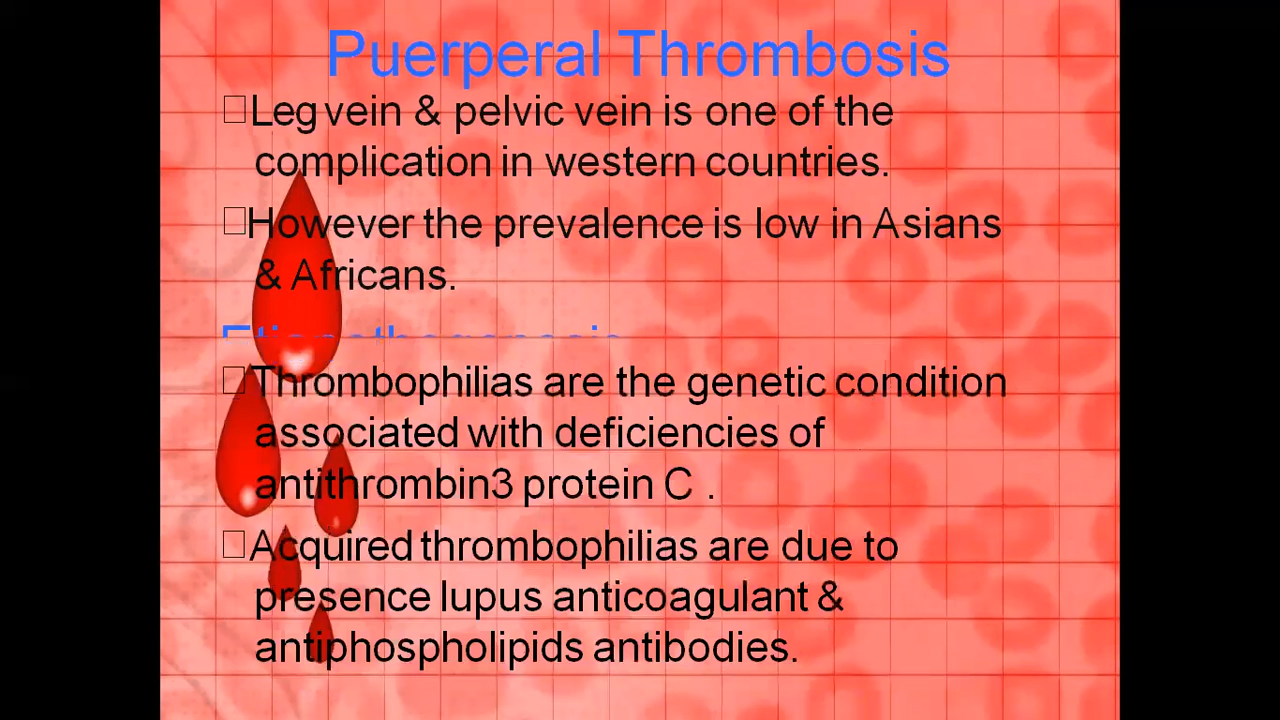 Puerperal Thrombosis
Leg vein & pelvic vein is one of the
complication in western countries.
However the prevalence is low in Asians
& Africans.
Etiopathogenesis
Thrombophilias are the genetic condition
associated with deficiencies of
antithrombin3 protein C .
Acquired thrombophilias are due to
presence lupus anticoagulant &
antiphospholipids antibodies.